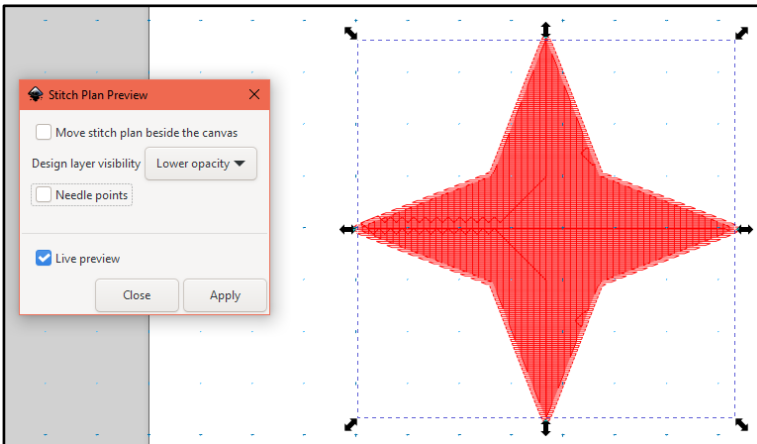 Stitch Plan Preview
Move stitch plan beside the canvas
Design layer visibility Lower opacity
Needle points
Live preview
Close Apply